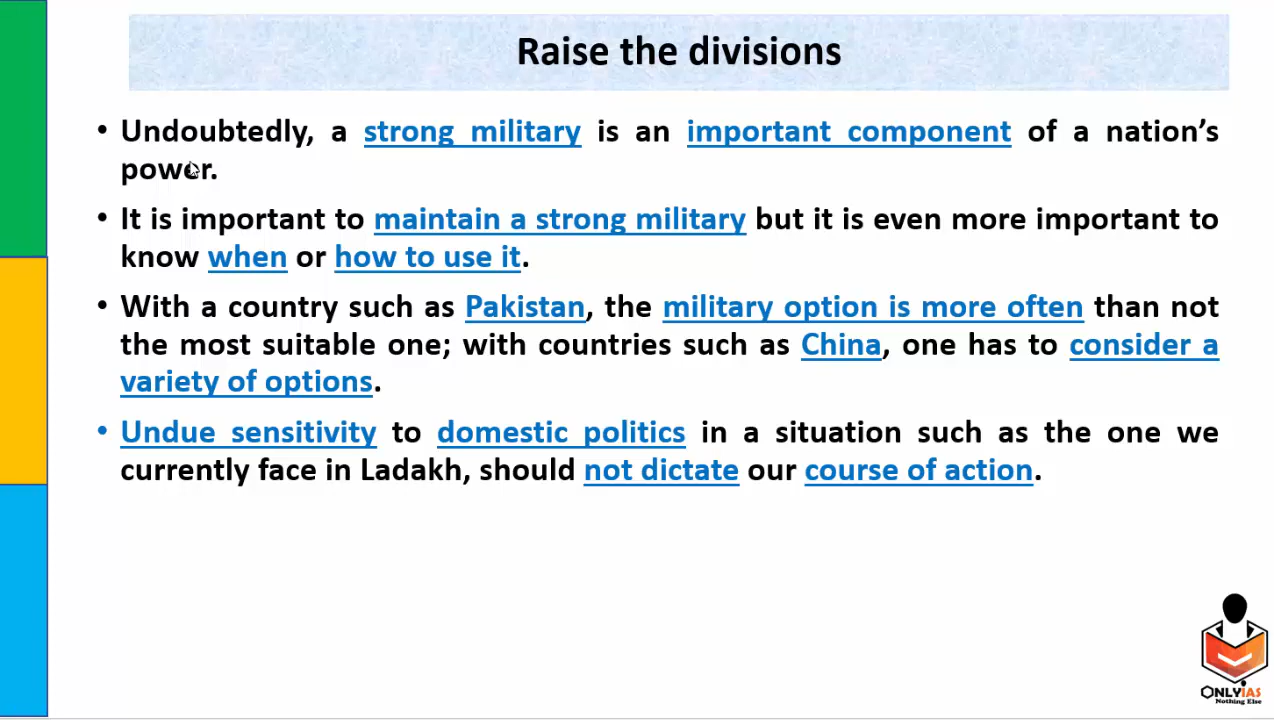 Raise the divisions
• Undoubtedly, a strong military is an important component of a nation’s
power.
• It is important to maintain a strong military but it is even more important to
know when or how to use it.
• With a country such as Pakistan, the military option is more often than not
the most suitable one; with countries such as China, one has to consider a
variety of options.
• Undue sensitivity to domestic politics in a situation such as the one we
currently face in Ladakh, should not dictate our course of action.
ONLYIAS
Nothing Else